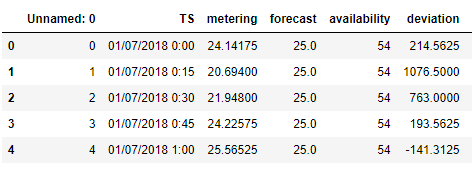 Unnamed: 0 TS metering forecast availability deviation
0 0 01/07/2018 0:00 24.14175 25.0 54 214.5625
1 1 01/07/2018 0:15 20.69400 25.0 54 1076.5000
2 2 01/07/2018 0:30 21.94800 25.0 54 763.0000
3 3 01/07/2018 0:45 24.22575 25.0 54 193.5625
4 4 01/07/2018 1:00 25.56525 25.0 54 -141.3125